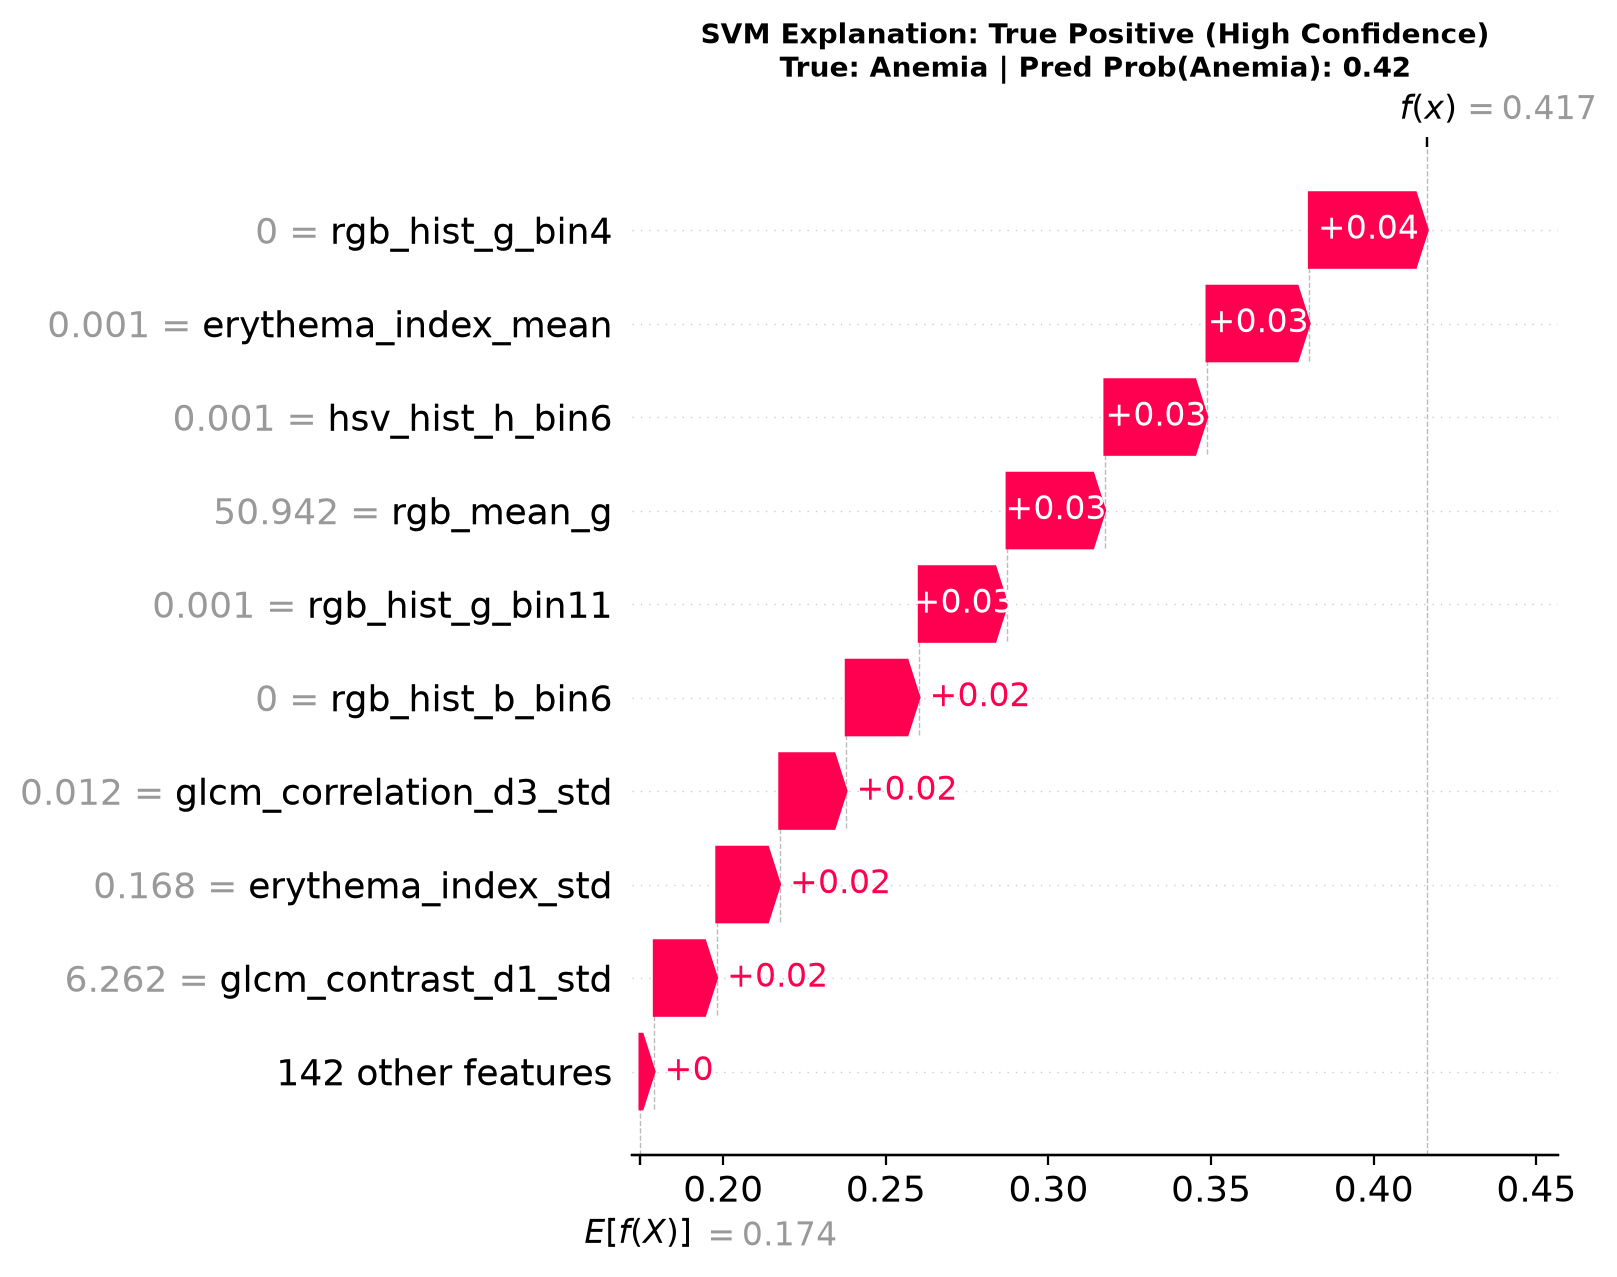 SVM Explanation: True Positive (High Confidence)
True: Anemia | Pred Prob(Anemia): 0.42
f(x) = 0.417
0 = rgb_hist_g_bin4
+0.04
0.001 = erythema_index_mean
+0.03
0.001 = hsv_hist_h_bin6
+0.03
50.942 = rgb_mean_g
+0.03
0.001 = rgb_hist_g_bin11
+0.03
0 = rgb_hist_b_bin6
+0.02
0.012 = glcm_correlation_d3_std
+0.02
0.168 = erythema_index_std
+0.02
6.262 = glcm_contrast_d1_std
+0.02
142 other features
+0
0.20 0.25 0.30 0.35 0.40 0.45
E[f(X)] = 0.174